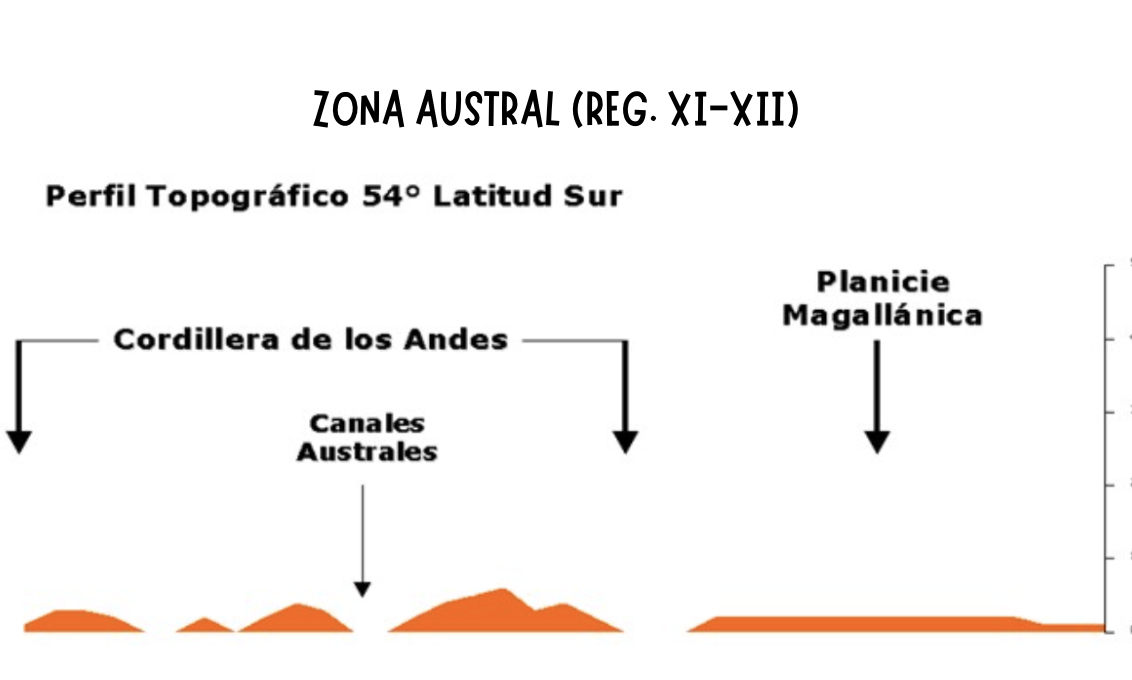 ZONA AUSTRAL (REG. XI-XII)
Perfil Topográfico 54° Latitud Sur
Planicie
Magallánica
Cordillera de los Andes
Canales
Australes